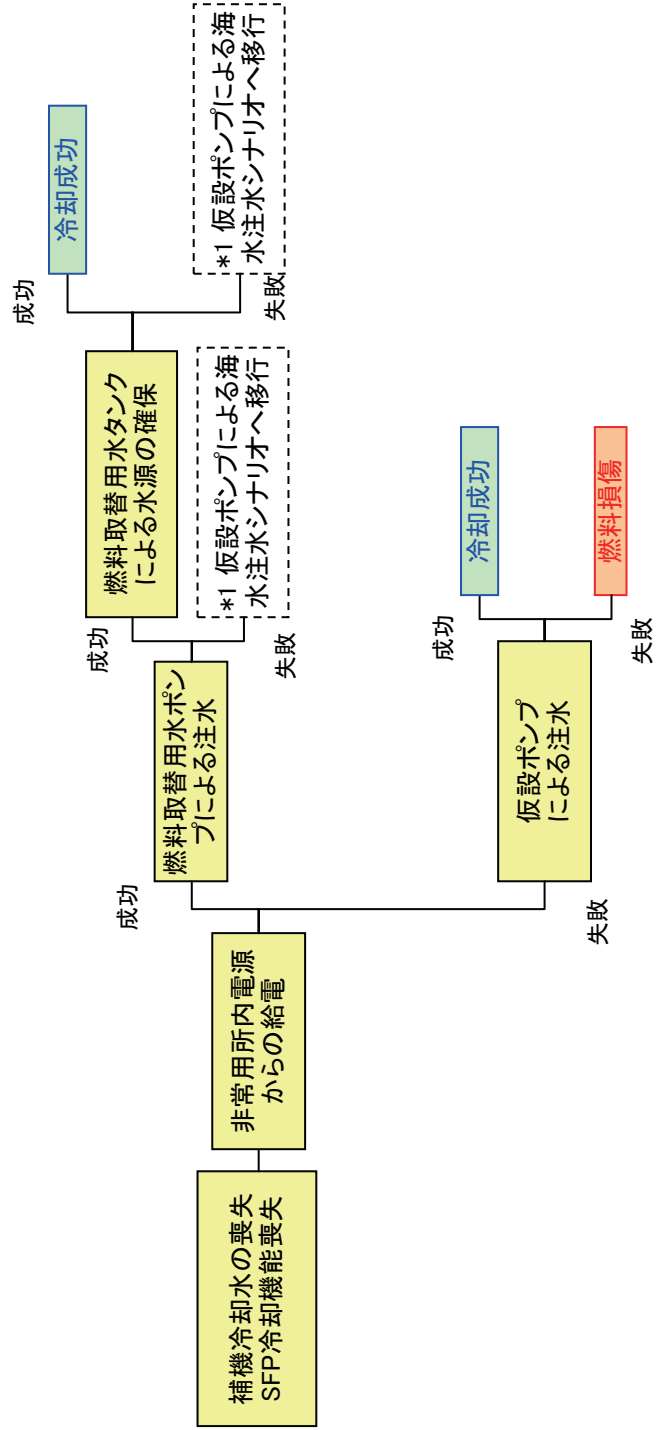 補機冷却水の喪失
SFP冷却機能喪失
非常用所内電源
からの給電
成功
燃料取替用水ポン
プによる注水
成功
燃料取替用水タンク
による水源の確保
成功
冷却成功
失敗
*1 仮設ポンプによる海
水注水シナリオへ移行
失敗
*1 仮設ポンプによる海
水注水シナリオへ移行
失敗
仮設ポンプ
による注水
成功
冷却成功
失敗
燃料損傷